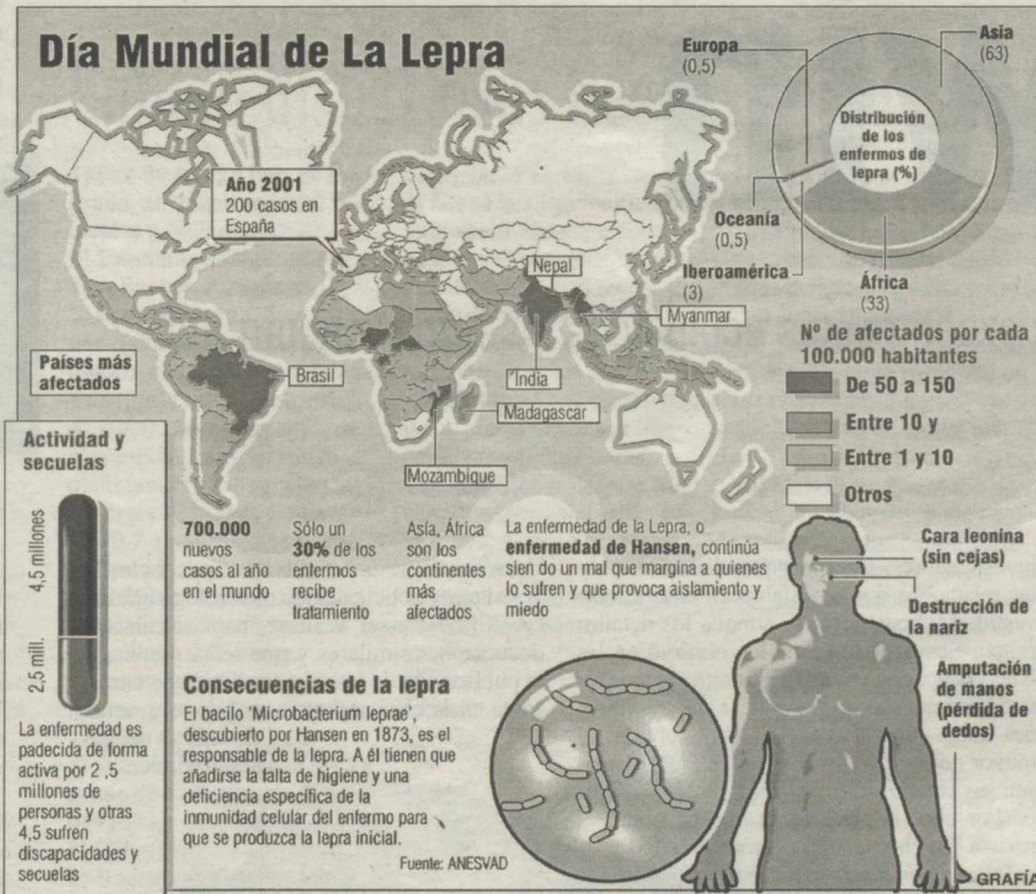 Día Mundial de La Lepra
Europa
(0,5)
Asia
(63)
Distribución
de los
enfermos de
lepra (%)
Oceanía
(0,5)
Iberoamérica
(3)
África
(33)
Año 2001
200 casos en
España
Nepal
Myanmar
India
Madagascar
Mozambique
Brasil
Países más
afectados
Nº de afectados por cada
100.000 habitantes
De 50 a 150
Entre 10 y
Entre 1 y 10
Otros
Actividad y
secuelas
4,5 millones
2,5 mill.
La enfermedad es
padecida de forma
activa por 2 ,5
millones de
personas y otras
4,5 sufren
discapacidades y
secuelas
700.000
nuevos
casos al año
en el mundo
Sólo un
30% de los
enfermos
recibe
tratamiento
Asía, África
son los
continentes
más
afectados
La enfermedad de la Lepra, o
enfermedad de Hansen, continúa
sien do un mal que margina a quienes
lo sufren y que provoca aislamiento y
miedo
Consecuencias de la lepra
El bacilo 'Microbacterium leprae',
descubierto por Hansen en 1873, es el
responsable de la lepra. A él tienen que
añadirse la falta de higiene y una
deficiencia específica de la
inmunidad celular del enfermo para
que se produzca la lepra inicial.
Fuente: ANESVAD
Cara leonina
(sin cejas)
Destrucción de
la nariz
Amputación
de manos
(pérdida de
dedos)
GRAFIA